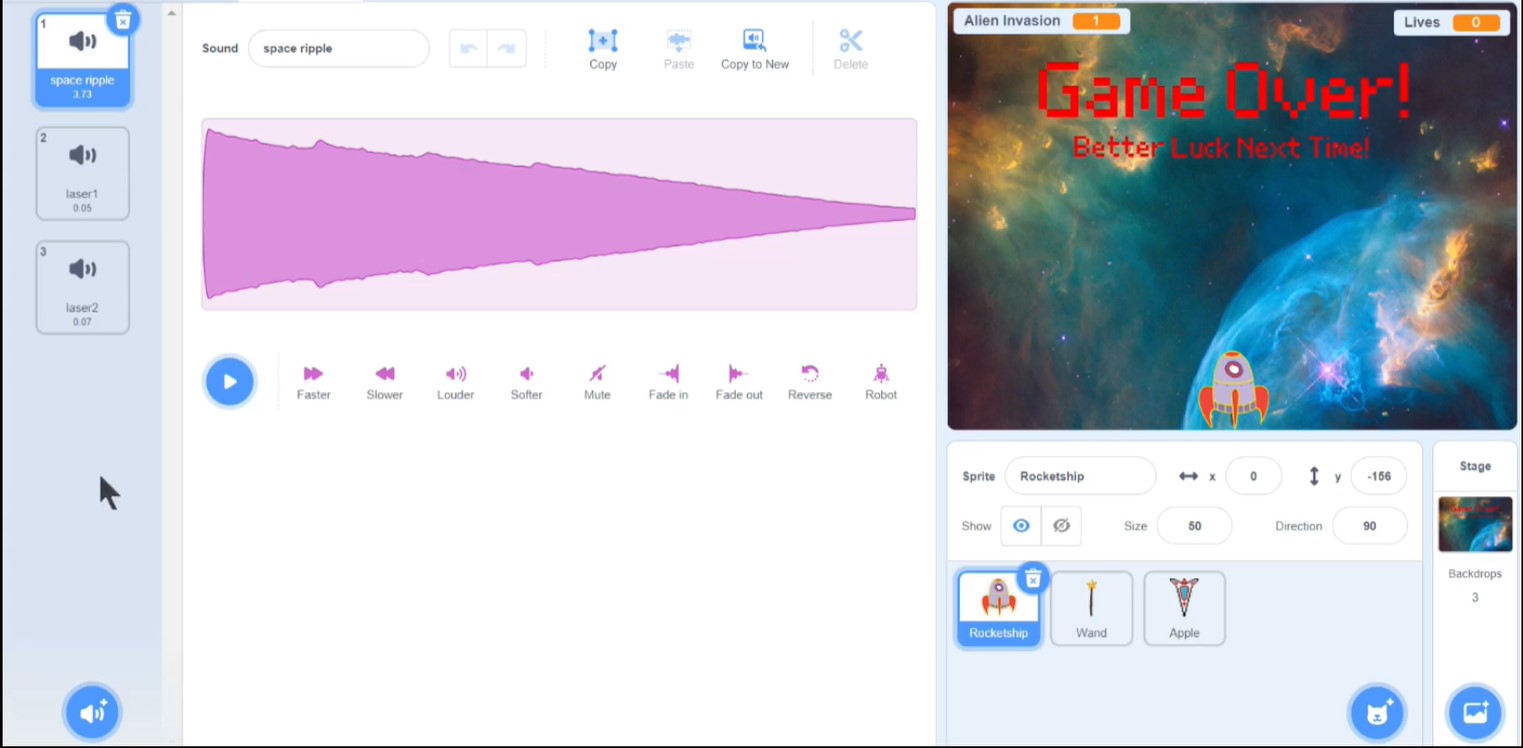 1
space ripple
3.73
2
laser1
0.05
3
laser2
0.07
Sound space ripple
Copy Paste Copy to New Delete
Faster Slower Louder Softer Mute Fade in Fade out Reverse Robot
Alien Invasion 1 Lives 0
Game Over!
Better Luck Next Time!
Sprite Rocketship x 0 y -156
Show Size 50 Direction 90
Rocketship Wand Apple
Stage
Backdrops
3